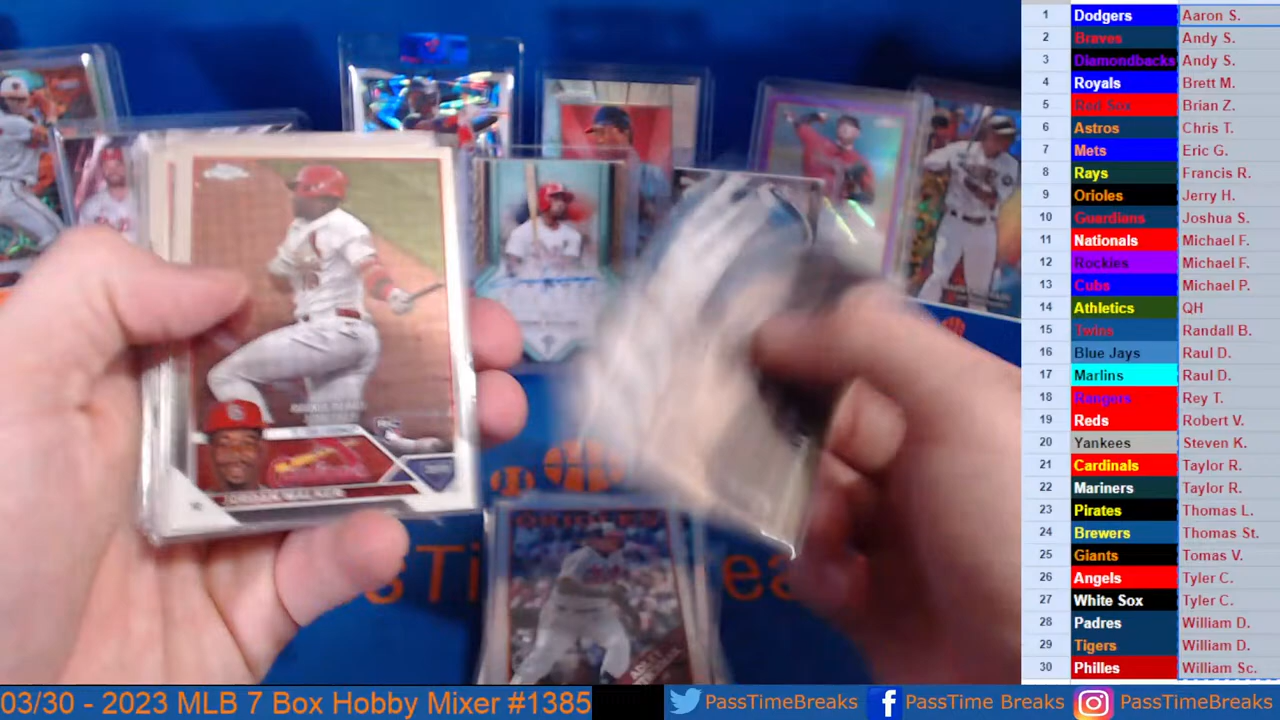 1 Dodgers Aaron S.
2 Braves Andy S.
3 Diamondbacks Andy S.
4 Royals Brett M.
5 Red Sox Brian Z.
6 Astros Chris T.
7 Mets Eric G.
8 Rays Francis R.
9 Orioles Jerry H.
10 Guardians Joshua S.
11 Nationals Michael F.
12 Rockies Michael F.
13 Cubs Michael P.
14 Athletics QH
15 Twins Randall B.
16 Blue Jays Raul D.
17 Marlins Raul D.
18 Rangers Rey T.
19 Reds Robert V.
20 Yankees Steven K.
21 Cardinals Taylor R.
22 Mariners Taylor R.
23 Pirates Thomas L.
24 Brewers Thomas St.
25 Giants Tomas V.
26 Angels Tyler C.
27 White Sox Tyler C.
28 Padres William D.
29 Tigers William D.
30 Philles William Sc.
JORDAN WALKER
ORIOLES
03/30 - 2023 MLB 7 Box Hobby Mixer #1385
PassTimeBreaks
PassTime Breaks
PassTimeBreaks